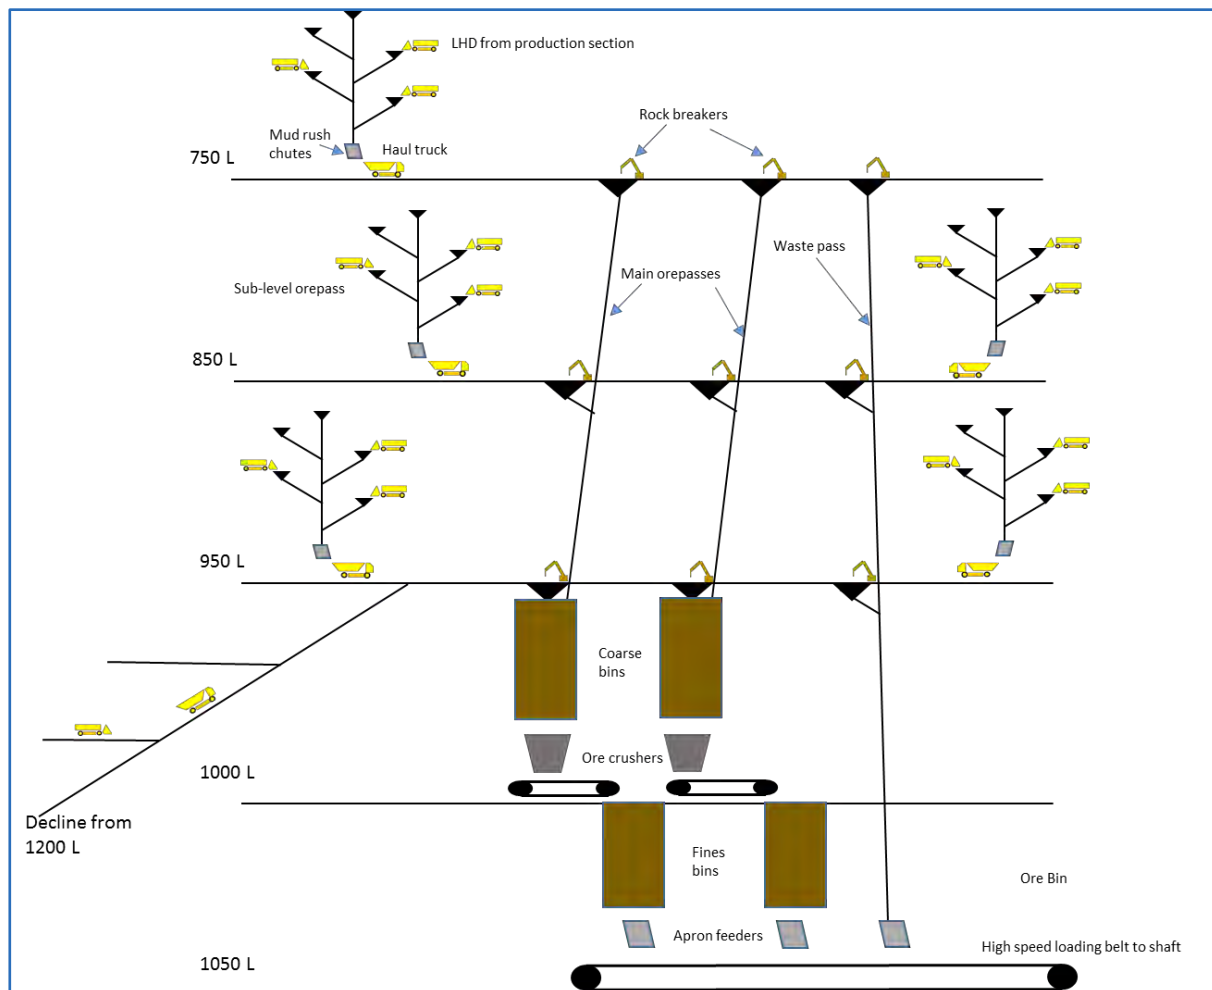 LHD from production section
Rock breakers
Mud rush
chutes
Haul truck
750 L
Waste pass
Main orepasses
Sub-level orepass
850 L
950 L
Coarse
bins
Ore crushers
1000 L
Decline from
1200 L
Fines
bins
Ore Bin
Apron feeders
High speed loading belt to shaft
1050 L